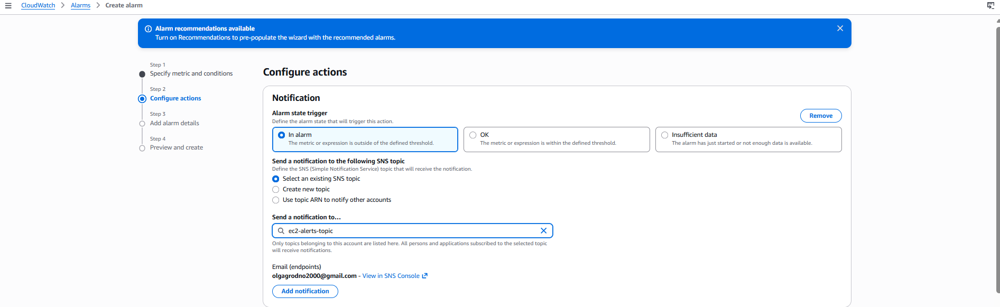 CloudWatch > Alarms > Create alarm
Alarm recommendations available
Turn on Recommendations to pre-populate the wizard with the recommended alarms.
Step 1
Specify metric and conditions
Step 2
Configure actions
Step 3
Add alarm details
Step 4
Preview and create
Configure actions
Notification
Alarm state trigger
Define the alarm state that will trigger this action.
Remove
In alarm
The metric or expression is outside of the defined threshold.
OK
The metric or expression is within the defined threshold.
Insufficient data
The alarm has just started or not enough data is available.
Send a notification to the following SNS topic
Define the SNS (Simple Notification Service) topic that will receive the notification.
Select an existing SNS topic
Create new topic
Use topic ARN to notify other accounts
Send a notification to…
ec2-alerts-topic
Only topics belonging to this account are listed here. All persons and applications subscribed to the selected topic
will receive notifications.
Email (endpoints)
olgagrodno2000@gmail.com - View in SNS Console
Add notification